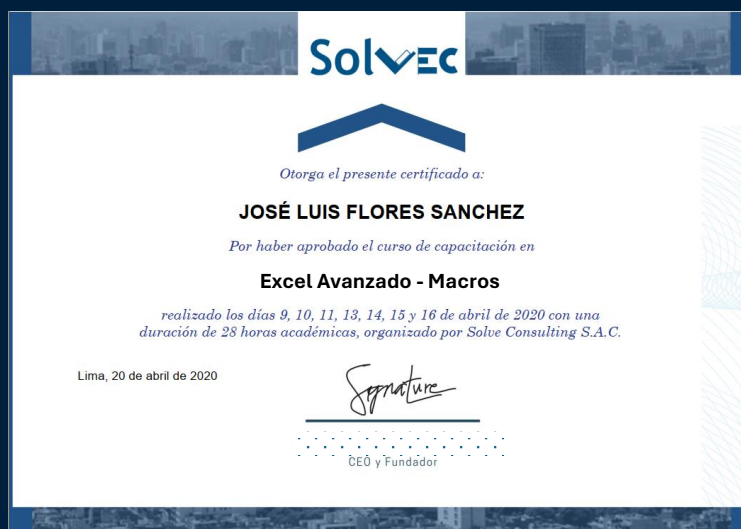 Solvec
Otorga el presente certificado a:
JOSÉ LUIS FLORES SANCHEZ
Por haber aprobado el curso de capacitación en
Excel Avanzado - Macros
realizado los días 9, 10, 11, 13, 14, 15 y 16 de abril de 2020 con una
duración de 28 horas académicas, organizado por Solve Consulting S.A.C.
Lima, 20 de abril de 2020
Signature
CEO y Fundador